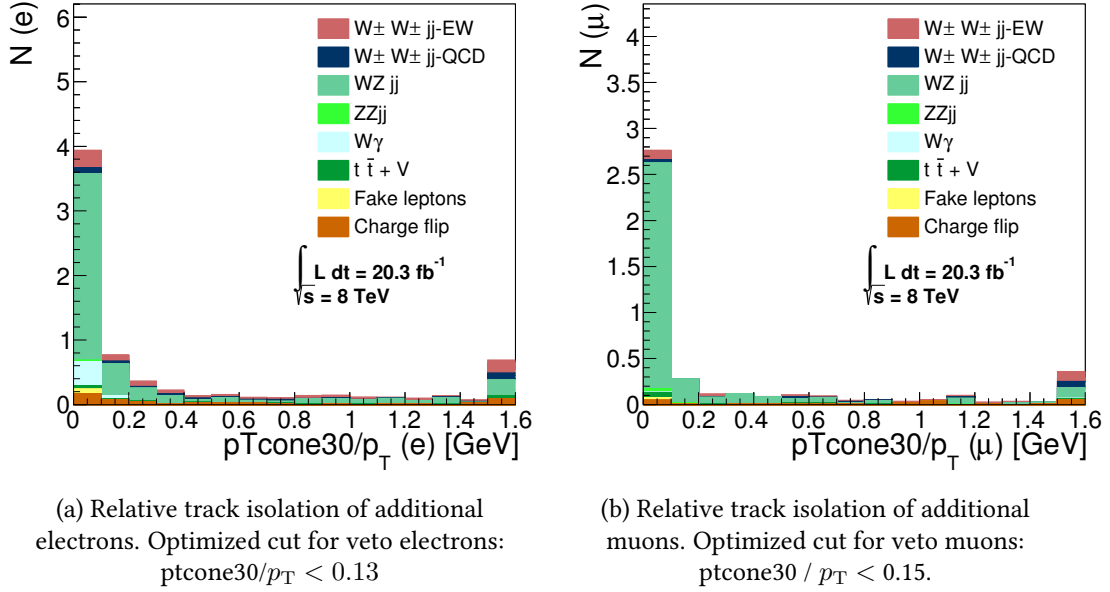 N (e)
6
5
4
3
2
1
0
W± W± jj-EW
W± W± jj-QCD
WZ jj
ZZjj
Wγ
t t̄ + V
Fake leptons
Charge flip
∫ L dt = 20.3 fb⁻¹
√s = 8 TeV
0 0.2 0.4 0.6 0.8 1 1.2 1.4 1.6
pTcone30/p_T (e) [GeV]
(a) Relative track isolation of additional
electrons. Optimized cut for veto electrons:
ptcone30/p_T < 0.13
N (μ)
4
3.5
3
2.5
2
1.5
1
0.5
0
W± W± jj-EW
W± W± jj-QCD
WZ jj
ZZjj
Wγ
t t̄ + V
Fake leptons
Charge flip
∫ L dt = 20.3 fb⁻¹
√s = 8 TeV
0 0.2 0.4 0.6 0.8 1 1.2 1.4 1.6
pTcone30/p_T (μ) [GeV]
(b) Relative track isolation of additional
muons. Optimized cut for veto muons:
ptcone30 / p_T < 0.15.